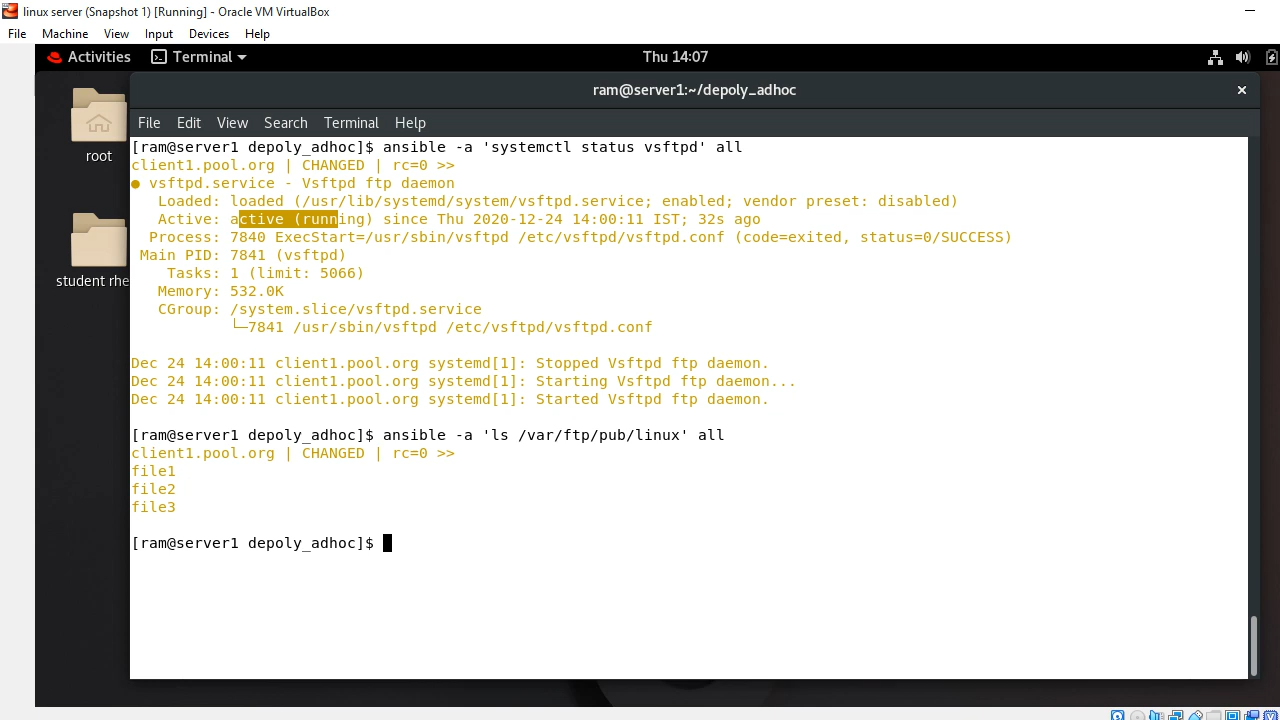 linux server (Snapshot 1) [Running] - Oracle VM VirtualBox
File Machine View Input Devices Help
Activities Terminal Thu 14:07
ram@server1:~/depoly_adhoc
File Edit View Search Terminal Help
root
student rhe
[ram@server1 depoly_adhoc]$ ansible -a 'systemctl status vsftpd' all
client1.pool.org | CHANGED | rc=0 >>
● vsftpd.service - Vsftpd ftp daemon
Loaded: loaded (/usr/lib/systemd/system/vsftpd.service; enabled; vendor preset: disabled)
Active: active (running) since Thu 2020-12-24 14:00:11 IST; 32s ago
Process: 7840 ExecStart=/usr/sbin/vsftpd /etc/vsftpd/vsftpd.conf (code=exited, status=0/SUCCESS)
Main PID: 7841 (vsftpd)
Tasks: 1 (limit: 5066)
Memory: 532.0K
CGroup: /system.slice/vsftpd.service
└─7841 /usr/sbin/vsftpd /etc/vsftpd/vsftpd.conf
Dec 24 14:00:11 client1.pool.org systemd[1]: Stopped Vsftpd ftp daemon.
Dec 24 14:00:11 client1.pool.org systemd[1]: Starting Vsftpd ftp daemon...
Dec 24 14:00:11 client1.pool.org systemd[1]: Started Vsftpd ftp daemon.
[ram@server1 depoly_adhoc]$ ansible -a 'ls /var/ftp/pub/linux' all
client1.pool.org | CHANGED | rc=0 >>
file1
file2
file3
[ram@server1 depoly_adhoc]$